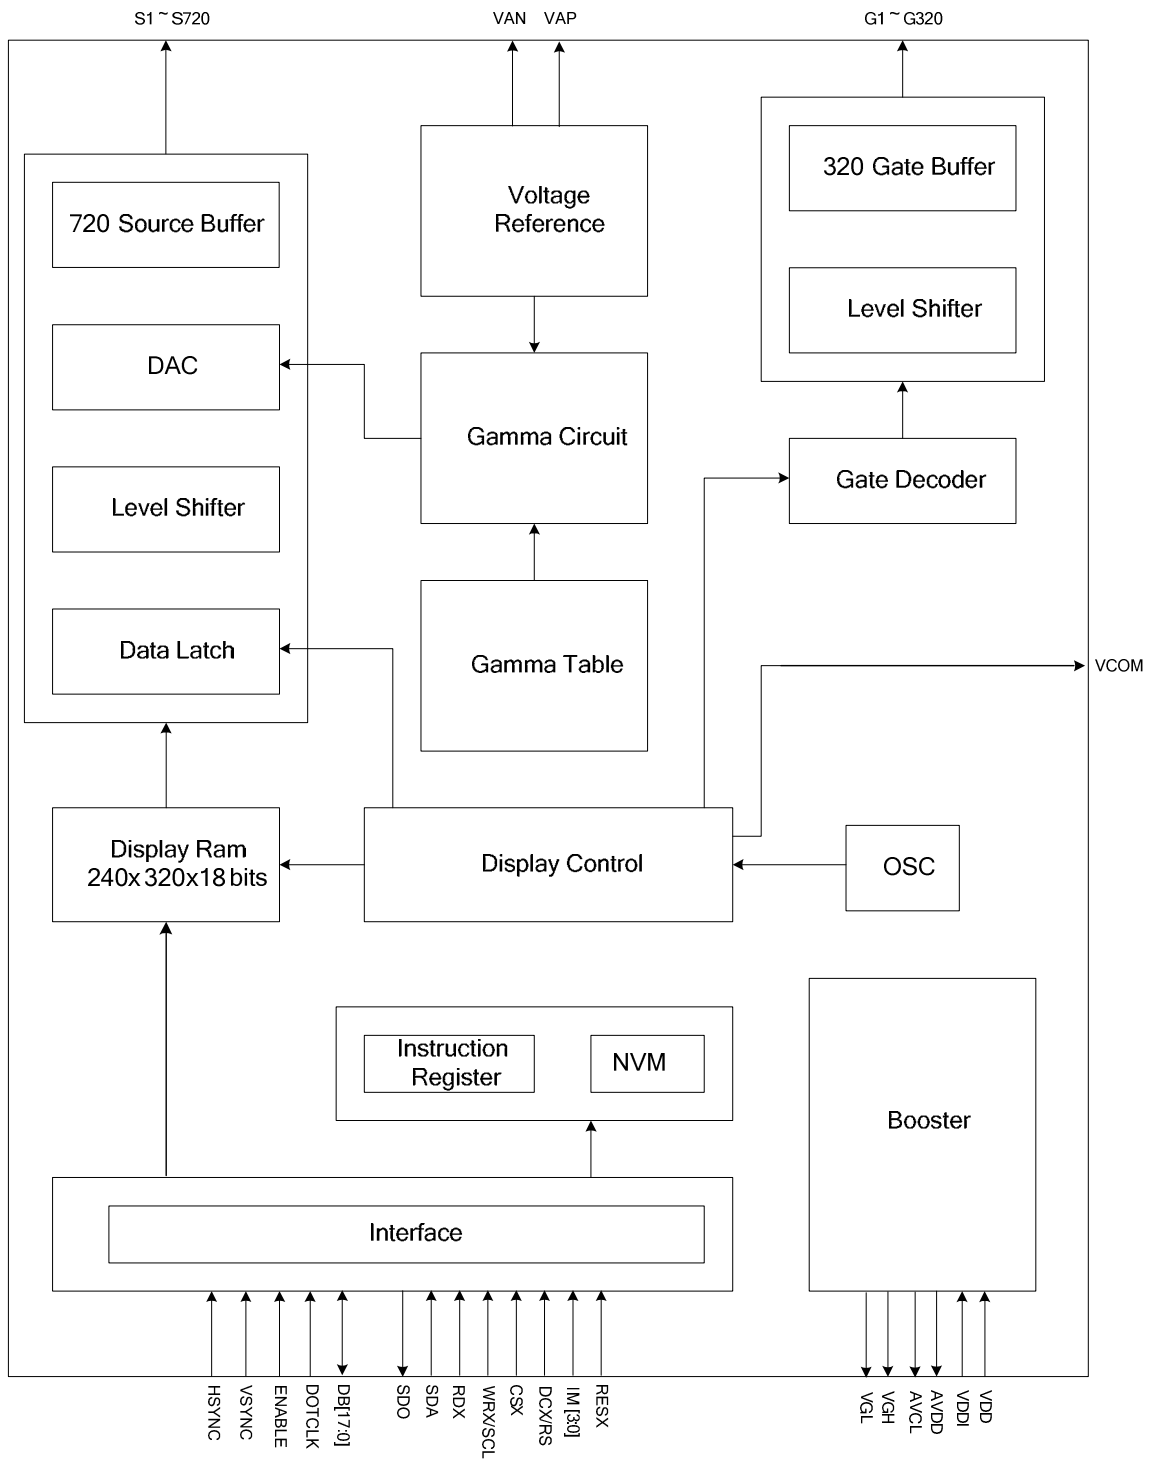 S1~S720
VAN
VAP
G1~G320
720 Source Buffer
Voltage
Reference
320 Gate Buffer
Level Shifter
DAC
Gamma Circuit
Gate Decoder
Level Shifter
Data Latch
Gamma Table
VCOM
Display Ram
240x320x18 bits
Display Control
OSC
Instruction
Register
NVM
Booster
Interface
HSYNC
VSYNC
ENABLE
DOTCLK
DB[17:0]
SDO
SDA
RDX
WRX/SCL
CSX
DCX/RS
IM [3:0]
RESX
VGL
VGH
AVCL
AVDD
VDDI
VDD